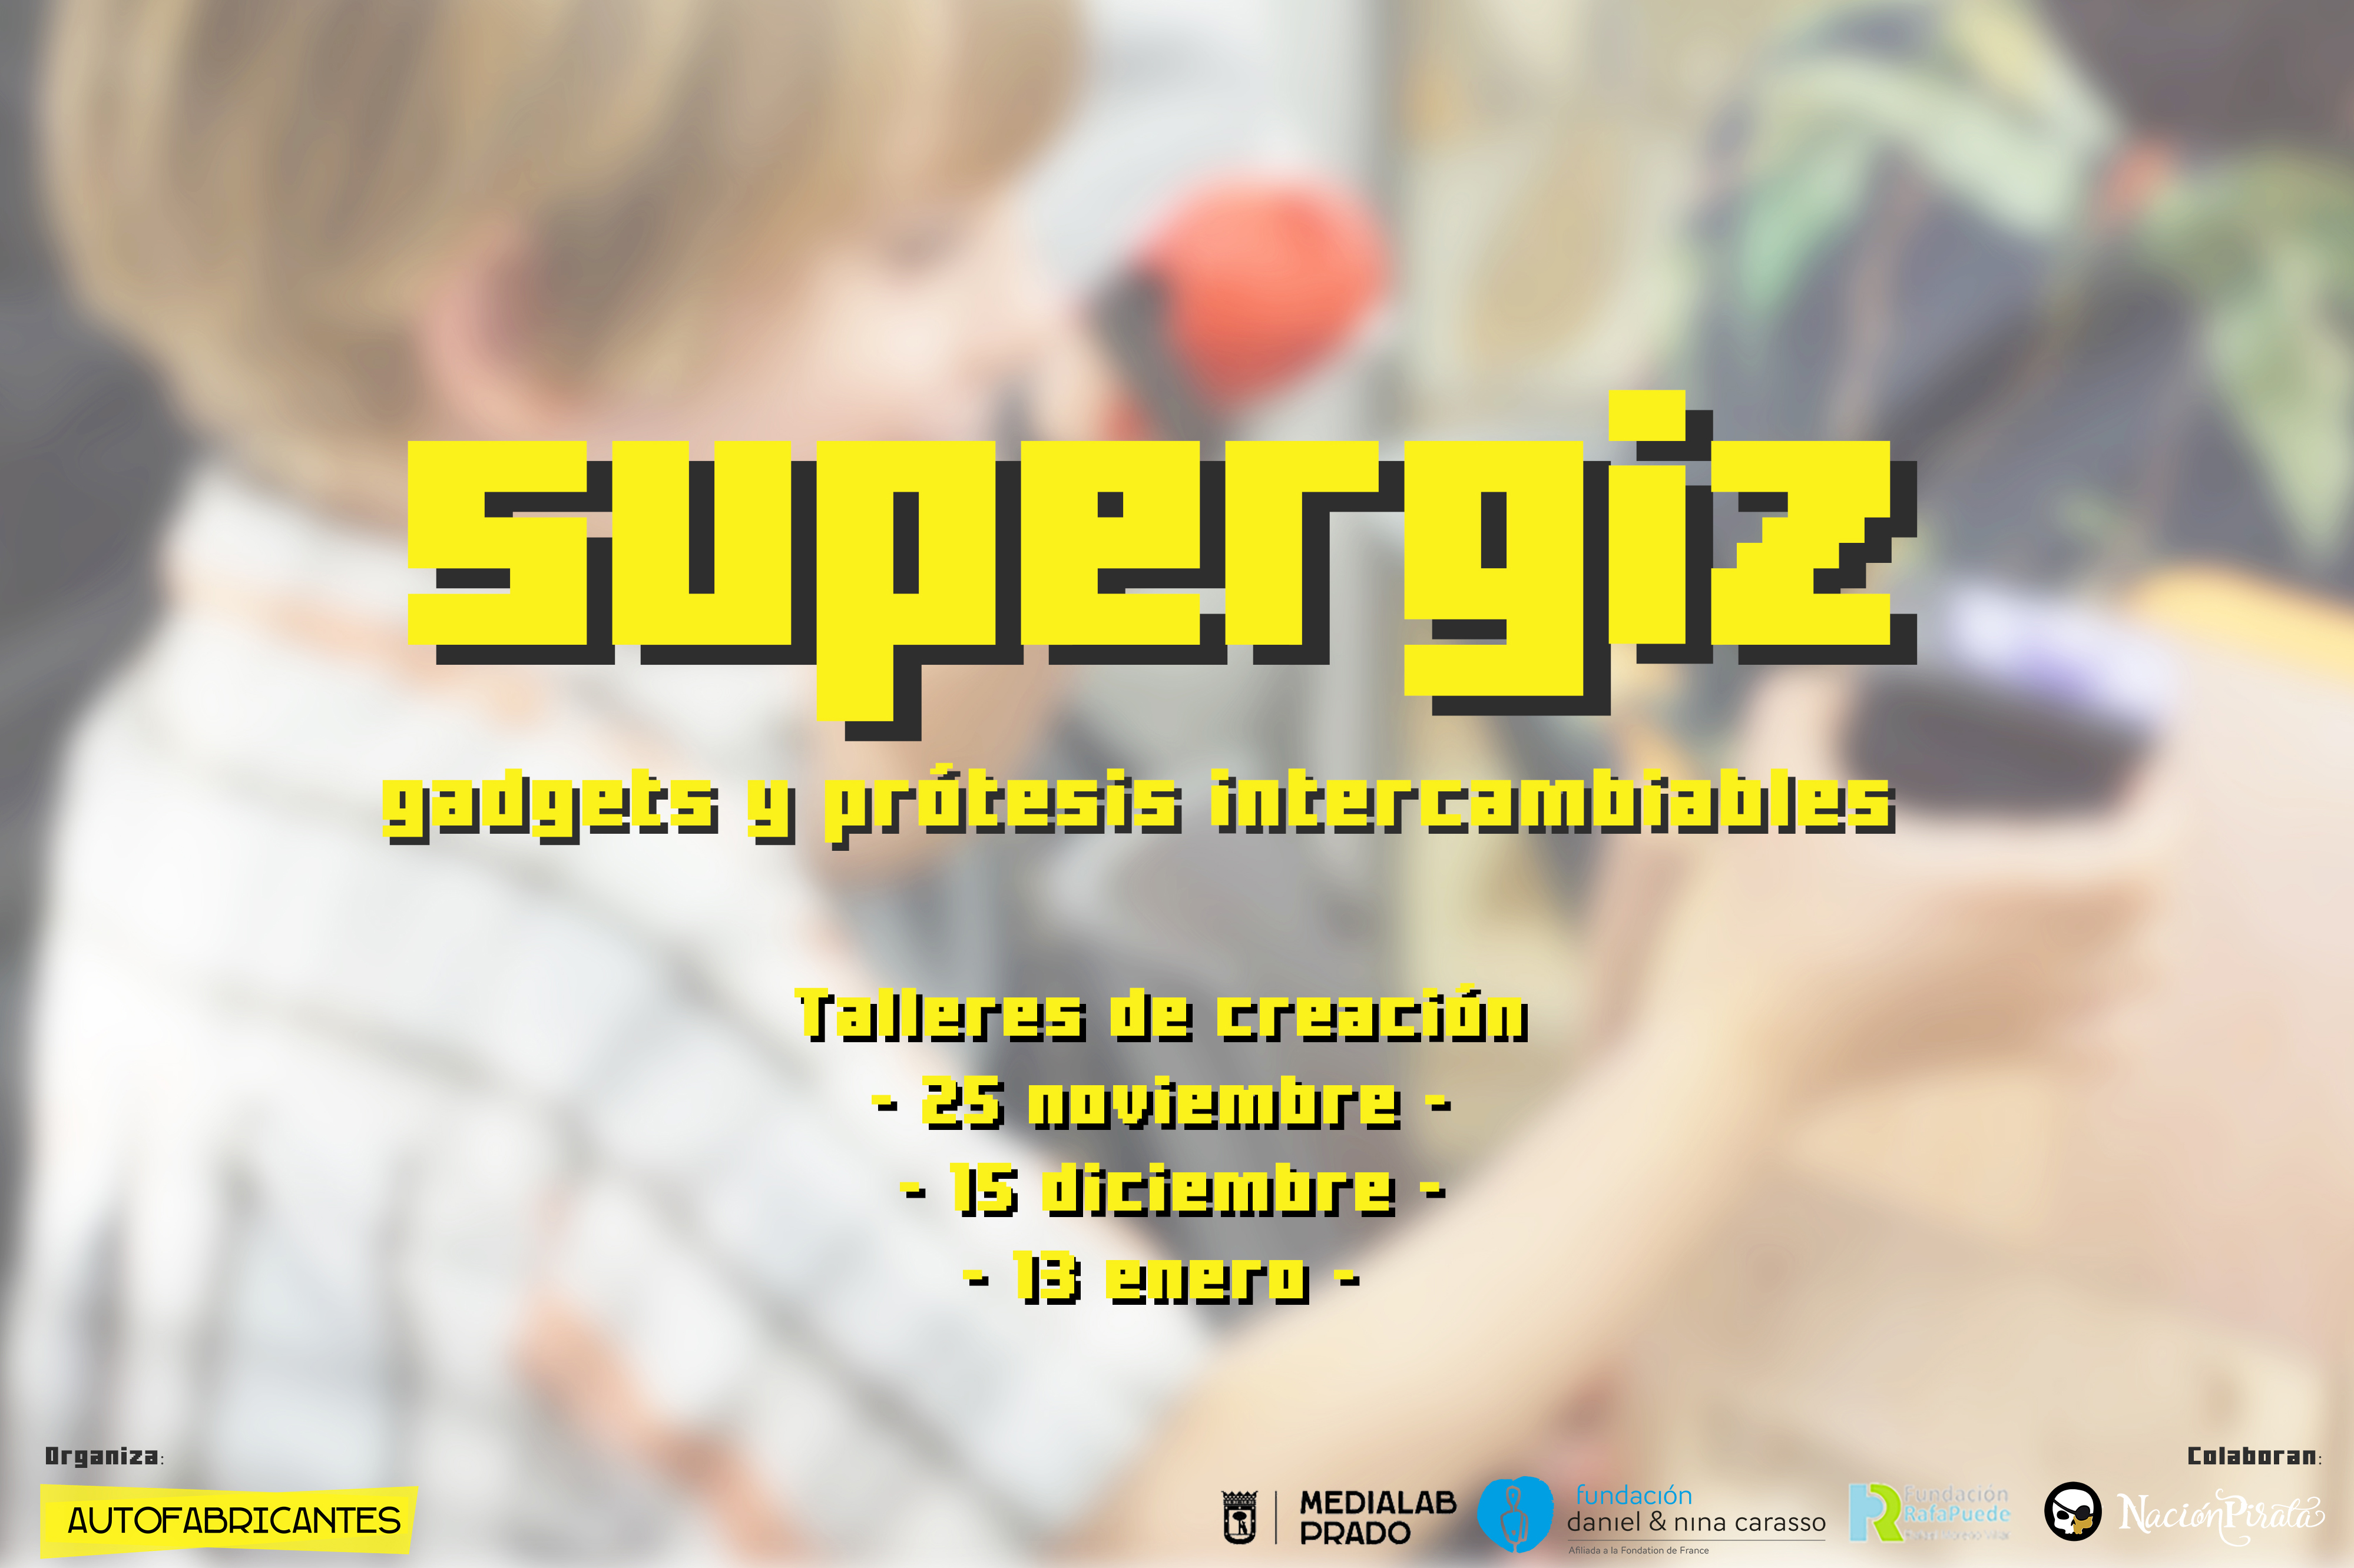 supergiz
gadgets y prótesis intercambiables
Talleres de creación
- 25 noviembre -
- 15 diciembre -
- 13 enero -
Organiza:
AUTOFABRICANTES
Colaboran:
MEDIALAB
PRADO
fundación
daniel & nina carasso
Afiliada a la Fondation de France
Fundación
RafaPuede
NaciónPirata